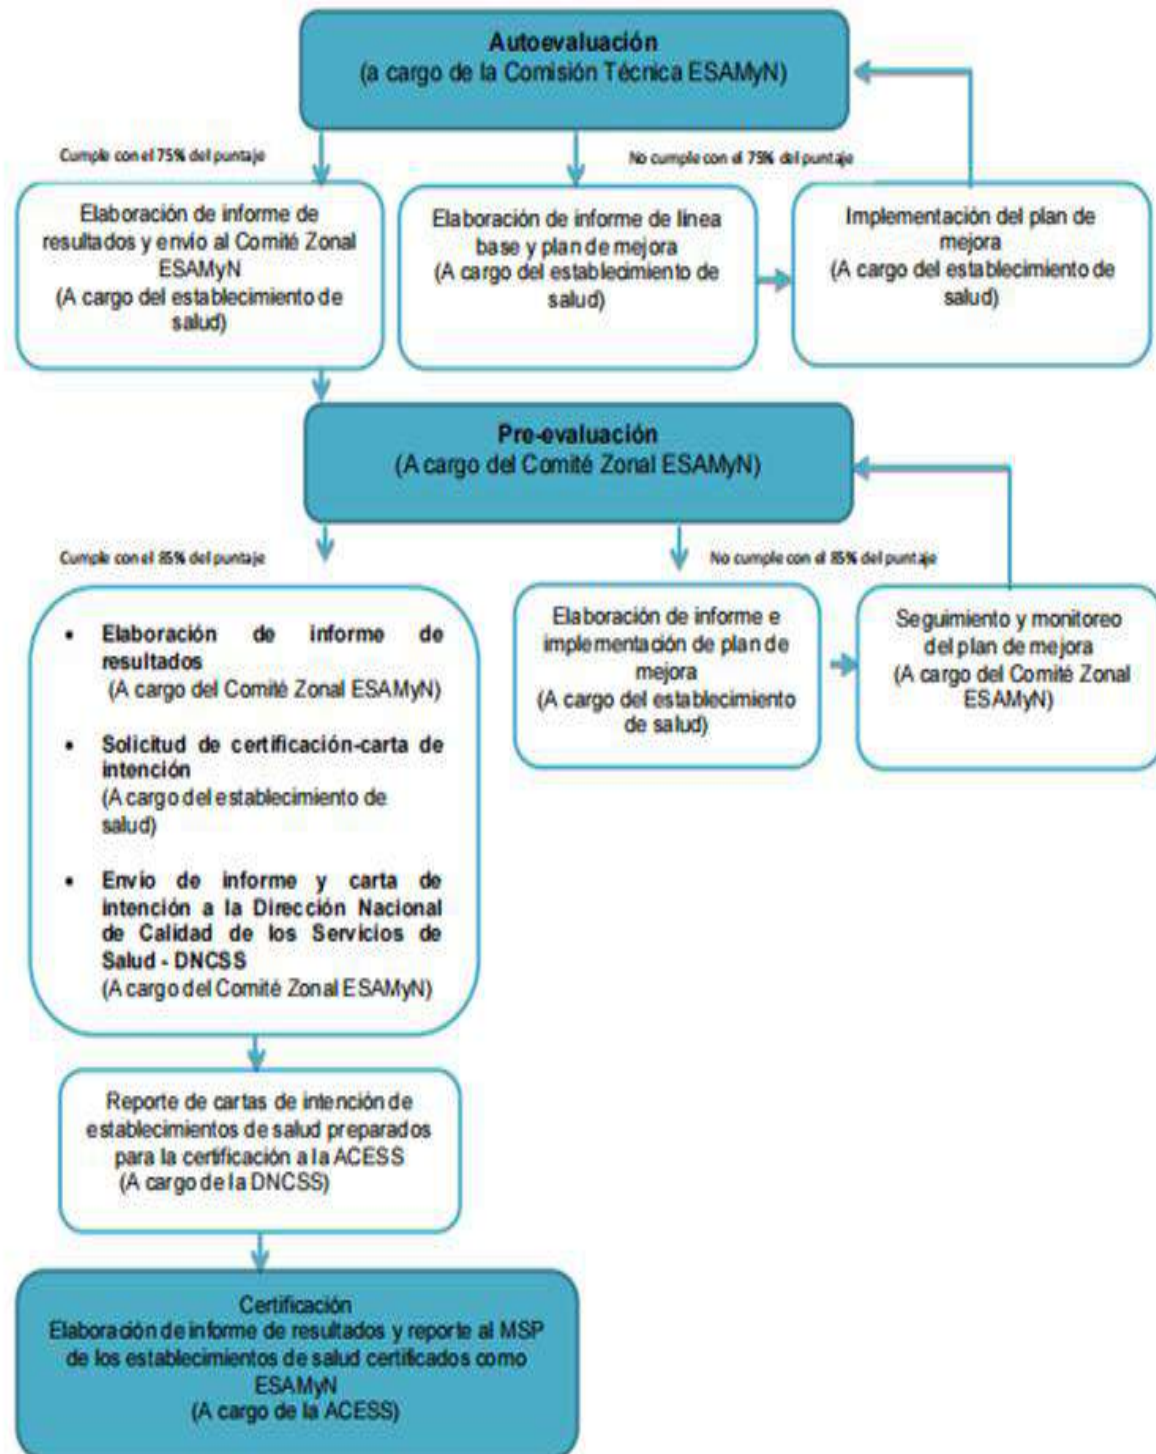 Autoevaluación
(a cargo de la Comisión Técnica ESAMyN)
Cumple con el 75% del puntaje
No cumple con el 75% del puntaje
Elaboración de informe de
resultados y envio al Comité Zonal
ESAMyN
(A cargo del establecimiento de
salud)
Elaboración de informe de línea
base y plan de mejora
(A cargo del establecimiento de
salud)
Implementación del plan de
mejora
(A cargo del establecimiento de
salud)
Pre-evaluación
(A cargo del Comité Zonal ESAMyN)
Cumple con el 85% del puntaje
No cumple con el 85% del puntaje
• Elaboración de informe de
resultados
(A cargo del Comité Zonal ESAMyN)
• Solicitud de certificación-carta de
intención
(A cargo del establecimiento de
salud)
• Envío de informe y carta de
intención a la Dirección Nacional
de Calidad de los Servicios de
Salud - DNCSS
(A cargo del Comité Zonal ESAMyN)
Elaboración de informe e
implementación de plan de
mejora
(A cargo del establecimiento
de salud)
Seguimiento y monitoreo
del plan de mejora
(A cargo del Comité Zonal
ESAMyN)
Reporte de cartas de intención de
establecimientos de salud preparados
para la certificación a la ACESS
(A cargo de la DNCSS)
Certificación
Elaboración de informe de resultados y reporte al MSP
de los establecimientos de salud certificados como
ESAMyN
(A cargo de la ACESS)